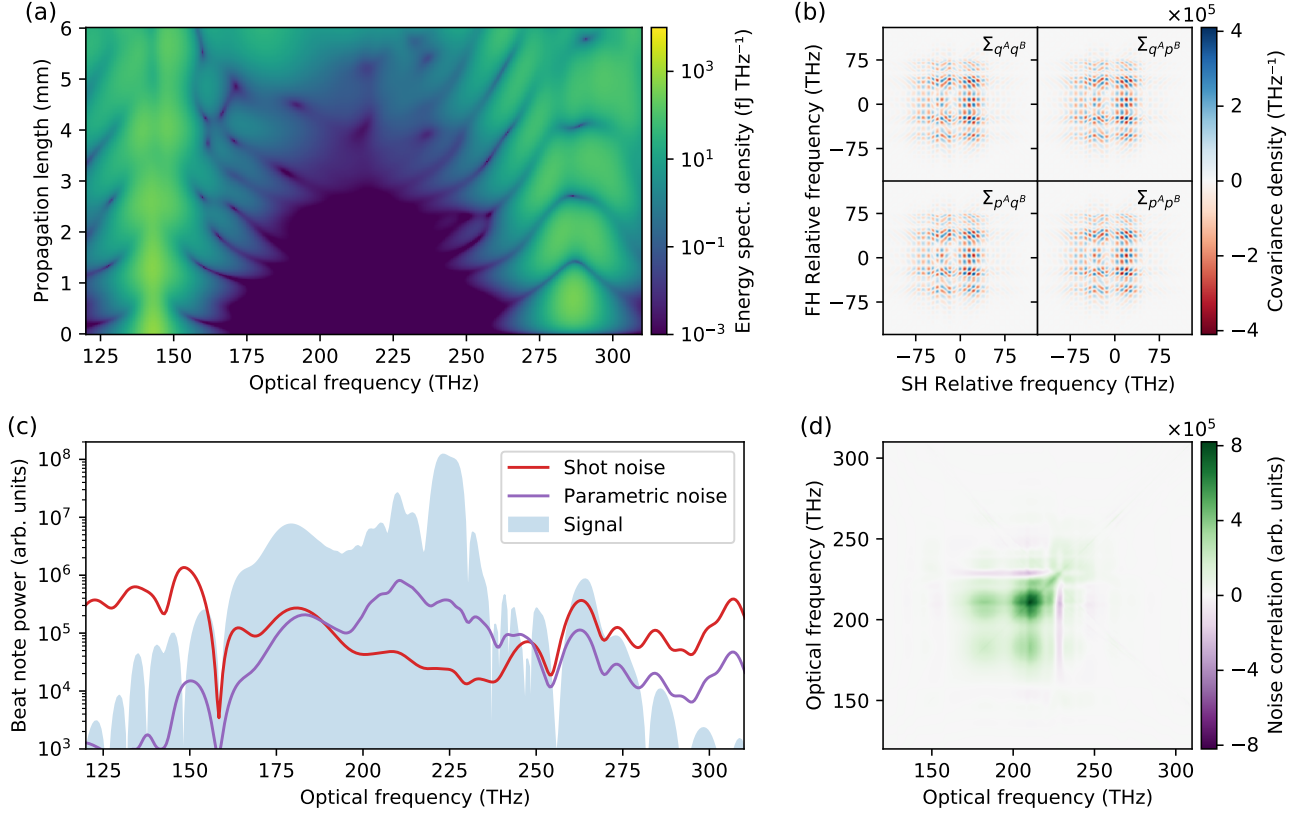 (a)
6
5
4
3
2
1
0
Propagation length (mm)
125 150 175 200 225 250 275 300
Optical frequency (THz)
10³
10¹
10⁻¹
10⁻³
Energy spect. density (fJ THz⁻¹)
(b)
×10⁵
Σ_{qᴬqᴮ}
Σ_{qᴬpᴮ}
Σ_{pᴬqᴮ}
Σ_{pᴬpᴮ}
75
0
−75
75
0
−75
FH Relative frequency (THz)
−75 0 75 −75 0 75
SH Relative frequency (THz)
4
2
0
−2
−4
Covariance density (THz⁻¹)
(c)
10⁸
10⁷
10⁶
10⁵
10⁴
10³
Beat note power (arb. units)
Shot noise
Parametric noise
Signal
125 150 175 200 225 250 275 300
Optical frequency (THz)
(d)
×10⁵
300
250
200
150
Optical frequency (THz)
150 200 250 300
Optical frequency (THz)
8
4
0
−4
−8
Noise correlation (arb. units)